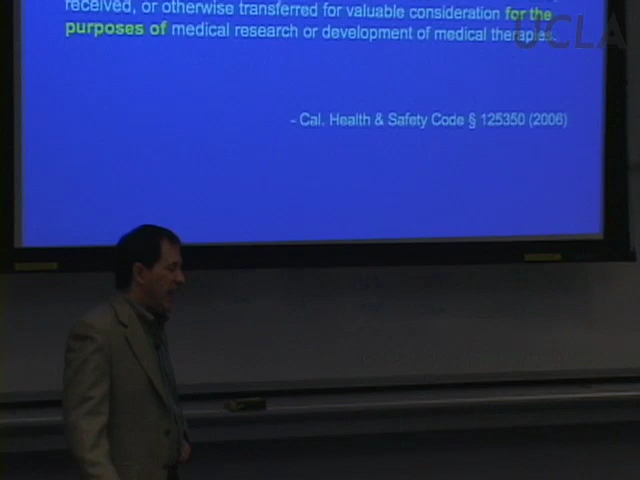 received, or otherwise transferred for valuable consideration for the
purposes of medical research or development of medical therapies.
- Cal. Health & Safety Code § 125350 (2006)
UCLA